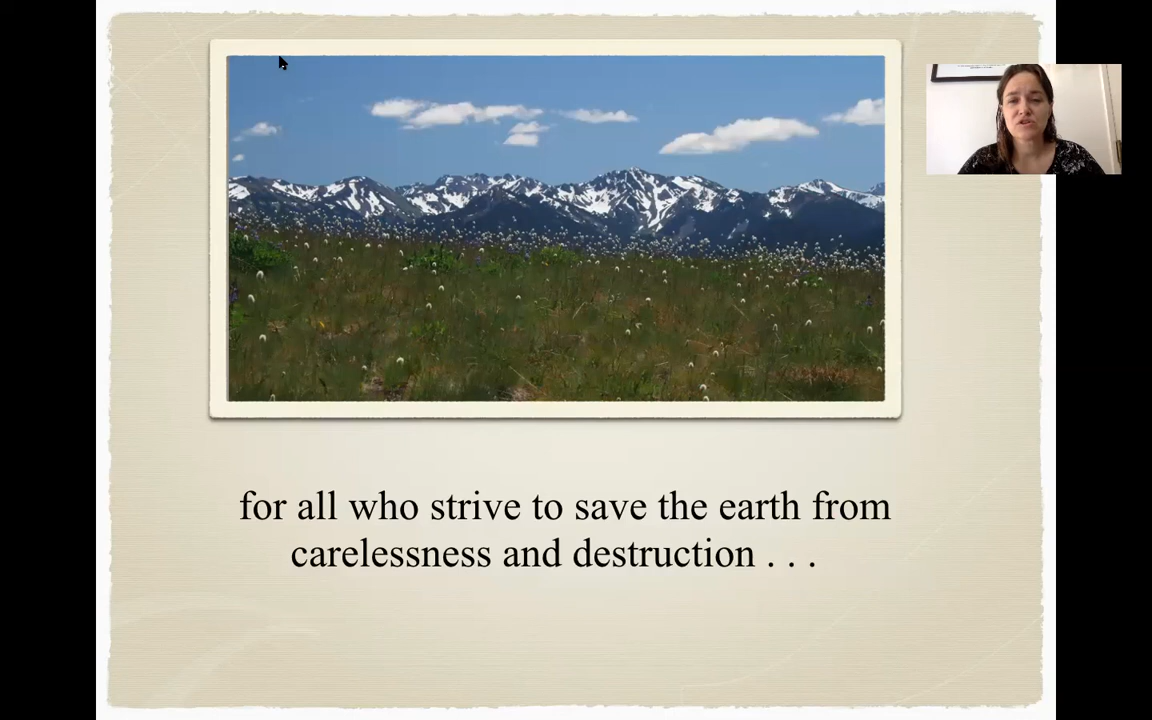 for all who strive to save the earth from
carelessness and destruction . . .